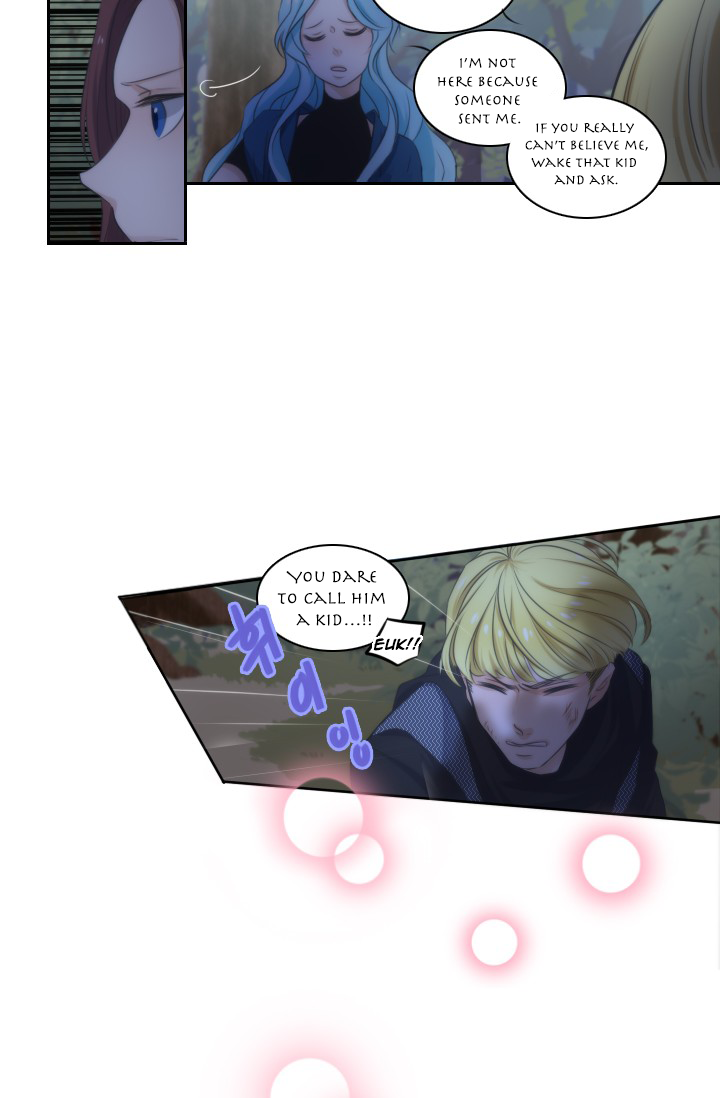 I'M NOT
HERE BECAUSE
SOMEONE
SENT ME.
IF YOU REALLY
CAN'T BELIEVE ME,
WAKE THAT KID
AND ASK.
YOU DARE
TO CALL HIM
A KID...!!
EUK!!
휘이잉